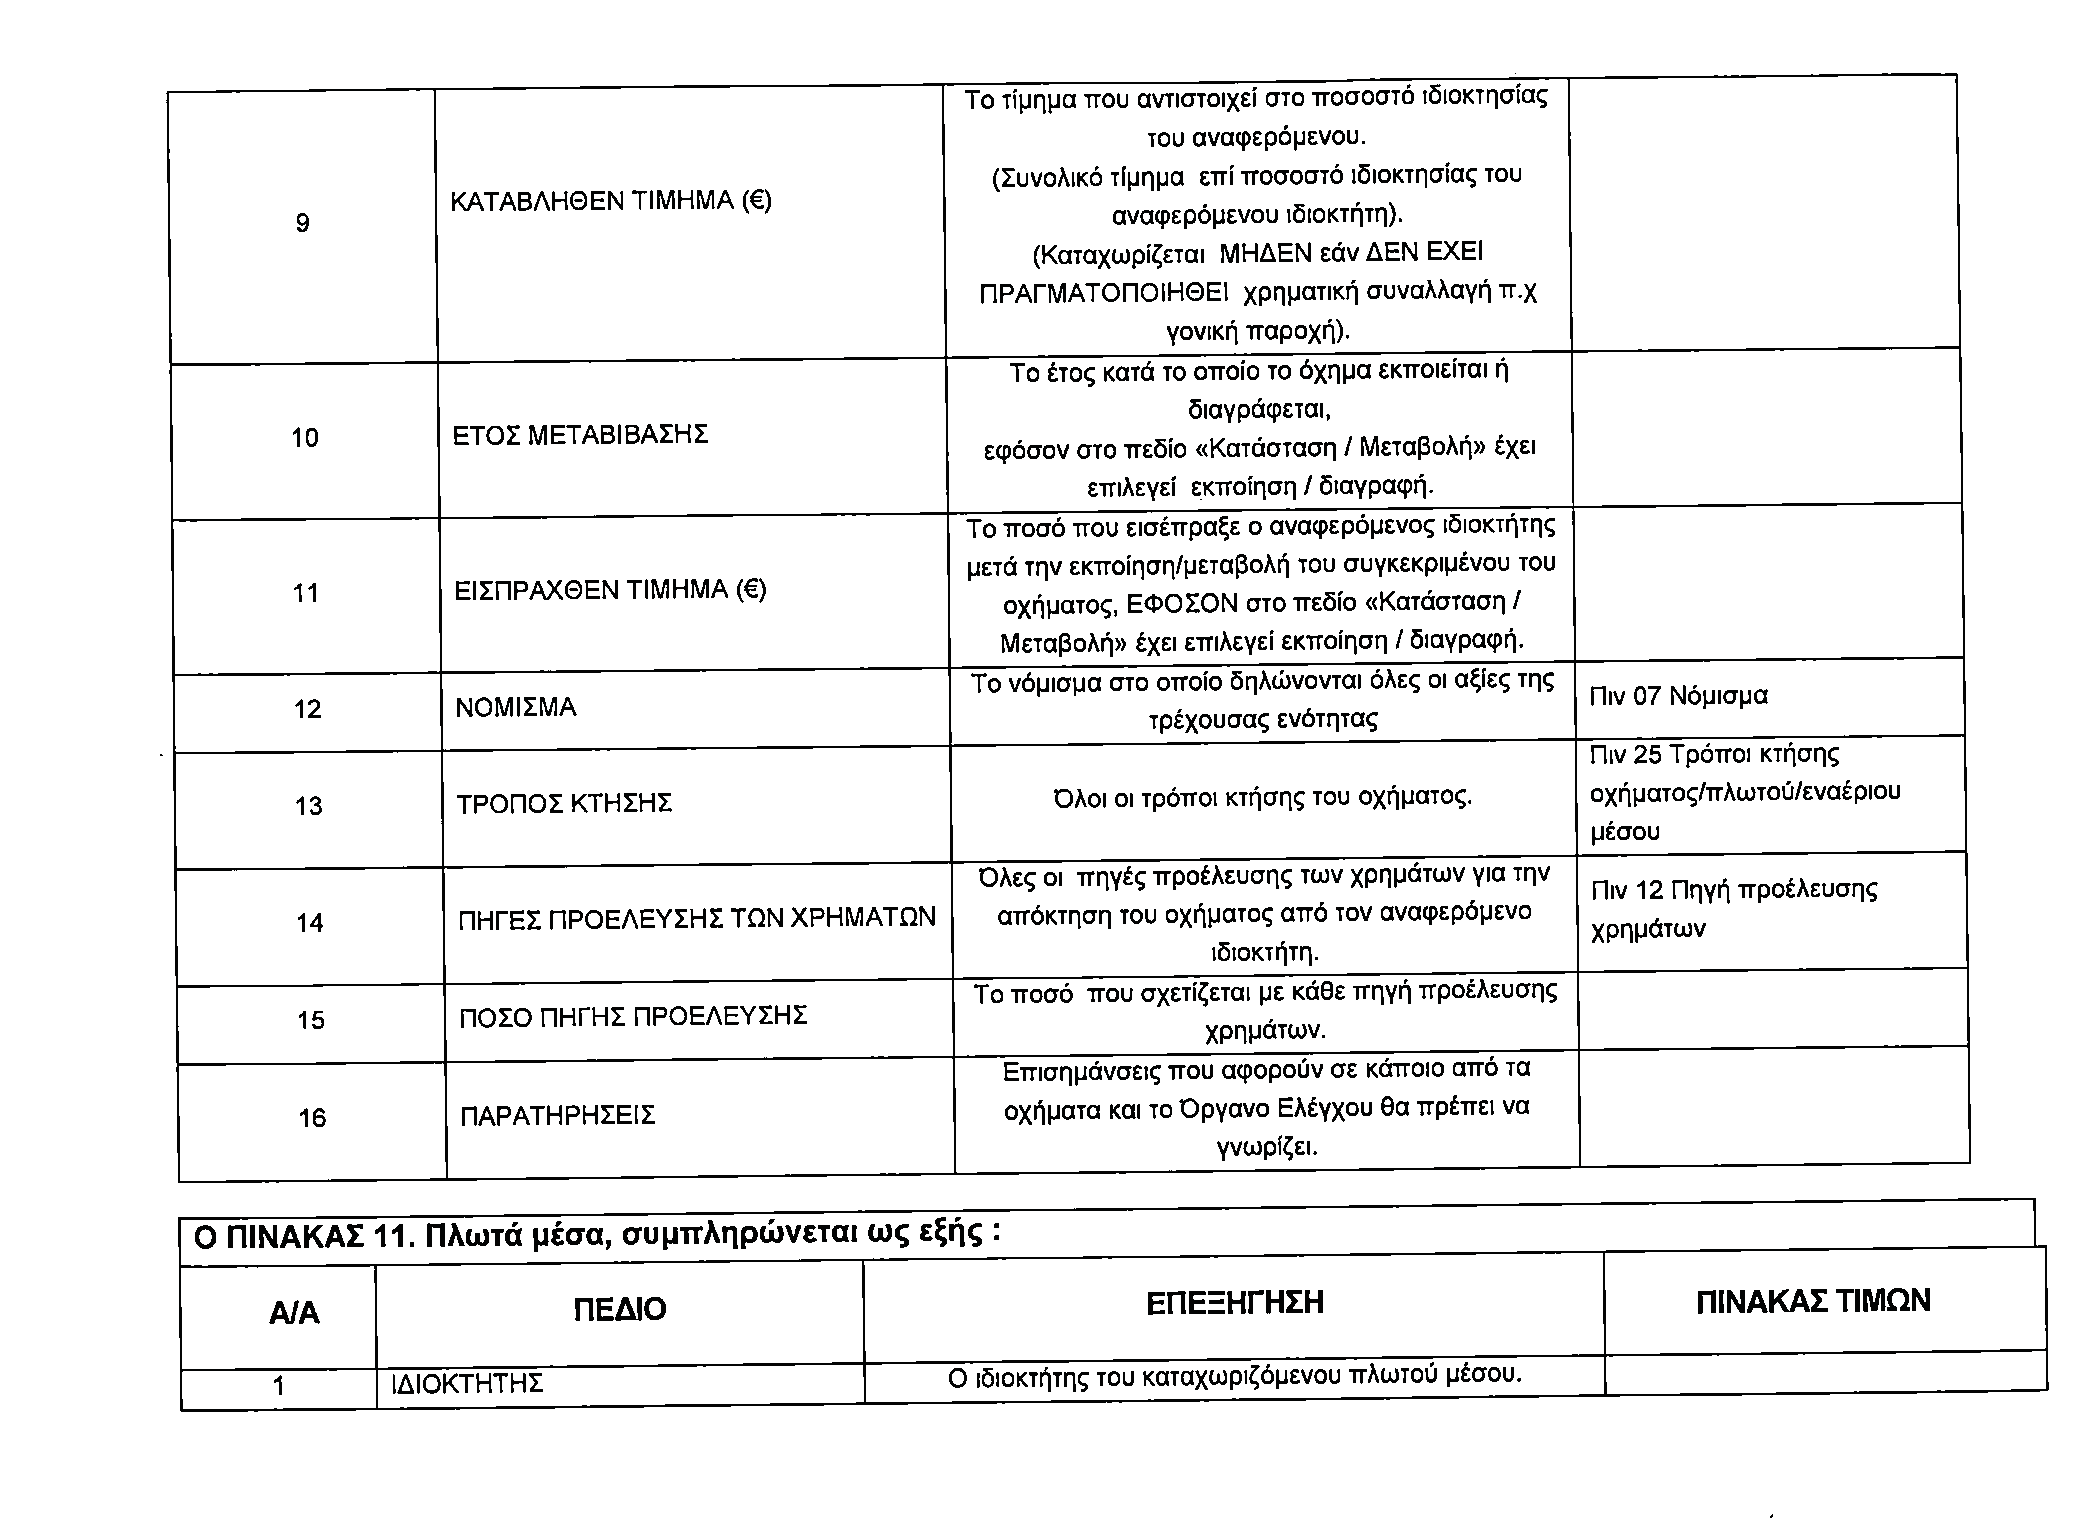 9
ΚΑΤΑΒΛΗΘΕΝ ΤΙΜΗΜΑ (€)
Το τίμημα που αντιστοιχεί στο ποσοστό ιδιοκτησίας
του αναφερόμενου.
(Συνολικό τίμημα επί ποσοστό ιδιοκτησίας του
αναφερόμενου ιδιοκτήτη).
(Καταχωρίζεται ΜΗΔΕΝ εάν ΔΕΝ ΕΧΕΙ
ΠΡΑΓΜΑΤΟΠΟΙΗΘΕΙ χρηματική συναλλαγή π.χ
γονική παροχή).
10
ΕΤΟΣ ΜΕΤΑΒΙΒΑΣΗΣ
Το έτος κατά το οποίο το όχημα εκποιείται ή
διαγράφεται,
εφόσον στο πεδίο «Κατάσταση / Μεταβολή» έχει
επιλεγεί εκποίηση / διαγραφή.
11
ΕΙΣΠΡΑΧΘΕΝ ΤΙΜΗΜΑ (€)
Το ποσό που εισέπραξε ο αναφερόμενος ιδιοκτήτης
μετά την εκποίηση/μεταβολή του συγκεκριμένου του
οχήματος, ΕΦΟΣΟΝ στο πεδίο «Κατάσταση /
Μεταβολή» έχει επιλεγεί εκποίηση / διαγραφή.
12
ΝΟΜΙΣΜΑ
Το νόμισμα στο οποίο δηλώνονται όλες οι αξίες της
τρέχουσας ενότητας
Πιν 07 Νόμισμα
13
ΤΡΟΠΟΣ ΚΤΗΣΗΣ
Όλοι οι τρόποι κτήσης του οχήματος.
Πιν 25 Τρόποι κτήσης
οχήματος/πλωτού/εναέριου
μέσου
14
ΠΗΓΕΣ ΠΡΟΕΛΕΥΣΗΣ ΤΩΝ ΧΡΗΜΑΤΩΝ
Όλες οι πηγές προέλευσης των χρημάτων για την
απόκτηση του οχήματος από τον αναφερόμενο
ιδιοκτήτη.
Πιν 12 Πηγή προέλευσης
χρημάτων
15
ΠΟΣΟ ΠΗΓΗΣ ΠΡΟΕΛΕΥΣΗΣ
Το ποσό που σχετίζεται με κάθε πηγή προέλευσης
χρημάτων.
16
ΠΑΡΑΤΗΡΗΣΕΙΣ
Επισημάνσεις που αφορούν σε κάποιο από τα
οχήματα και το Όργανο Ελέγχου θα πρέπει να
γνωρίζει.
Ο ΠΙΝΑΚΑΣ 11. Πλωτά μέσα, συμπληρώνεται ως εξής :
Α/Α
ΠΕΔΙΟ
ΕΠΕΞΗΓΗΣΗ
ΠΙΝΑΚΑΣ ΤΙΜΩΝ
1
ΙΔΙΟΚΤΗΤΗΣ
Ο ιδιοκτήτης του καταχωριζόμενου πλωτού μέσου.